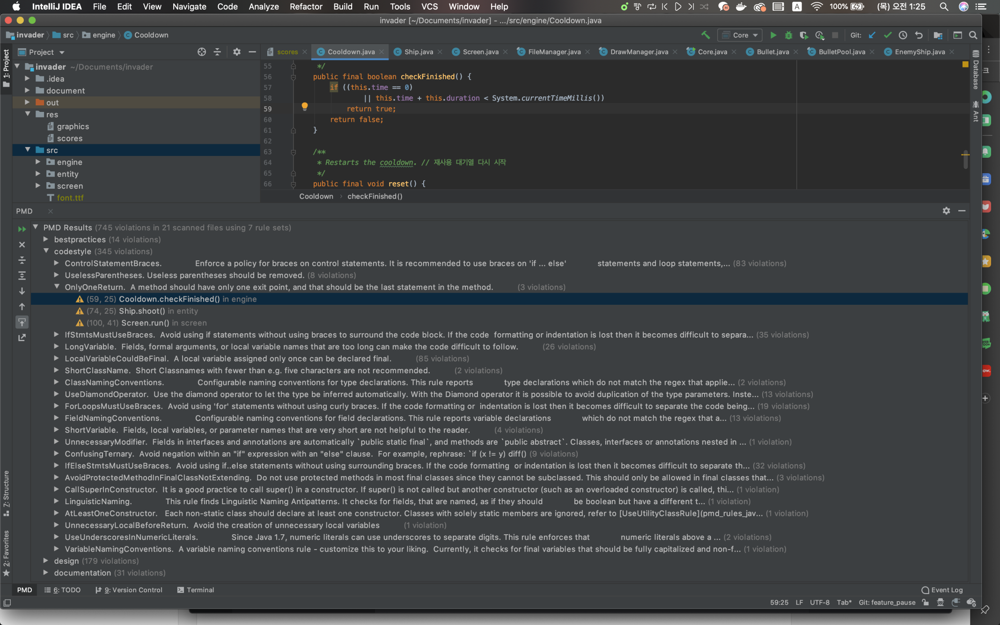 IntelliJ IDEA File Edit View Navigate Code Analyze Refactor Build Run Tools VCS Window Help A 100% (목) 오전 1:25
invader [~/Documents/invader] - .../src/engine/Cooldown.java
invader src engine Cooldown Core Git:
1: Project
Project
scores Cooldown.java Ship.java Screen.java FileManager.java DrawManager.java Core.java Bullet.java BulletPool.java EnemyShip.java
invader ~/Documents/invader
.idea
document
out
res
graphics
scores
src
engine
entity
screen
font.ttf
55 */
56 public final boolean checkFinished() {
57 if ((this.time == 0)
58 || this.time + this.duration < System.currentTimeMillis())
59 return true;
60 return false;
61 }
62
63 /**
64 * Restarts the cooldown. // 재사용 대기열 다시 시작
65 */
66 public final void reset() {
Cooldown checkFinished()
Database
Ant
PMD
PMD Results (745 violations in 21 scanned files using 7 rule sets)
bestpractices (14 violations)
codestyle (345 violations)
ControlStatementBraces. Enforce a policy for braces on control statements. It is recommended to use braces on 'if ... else' statements and loop statements,... (83 violations)
UselessParentheses. Useless parentheses should be removed. (8 violations)
OnlyOneReturn. A method should have only one exit point, and that should be the last statement in the method. (3 violations)
(59, 25) Cooldown.checkFinished() in engine
(74, 25) Ship.shoot() in entity
(100, 41) Screen.run() in screen
IfStmtsMustUseBraces. Avoid using if statements without using braces to surround the code block. If the code formatting or indentation is lost then it becomes difficult to separa... (35 violations)
LongVariable. Fields, formal arguments, or local variable names that are too long can make the code difficult to follow. (26 violations)
LocalVariableCouldBeFinal. A local variable assigned only once can be declared final. (85 violations)
ShortClassName. Short Classnames with fewer than e.g. five characters are not recommended. (2 violations)
ClassNamingConventions. Configurable naming conventions for type declarations. This rule reports type declarations which do not match the regex that applie... (2 violations)
UseDiamondOperator. Use the diamond operator to let the type be inferred automatically. With the Diamond operator it is possible to avoid duplication of the type parameters. Inste... (13 violations)
ForLoopsMustUseBraces. Avoid using 'for' statements without using curly braces. If the code formatting or indentation is lost then it becomes difficult to separate the code being... (19 violations)
FieldNamingConventions. Configurable naming conventions for field declarations. This rule reports variable declarations which do not match the regex that a... (13 violations)
ShortVariable. Fields, local variables, or parameter names that are very short are not helpful to the reader. (4 violations)
UnnecessaryModifier. Fields in interfaces and annotations are automatically `public static final`, and methods are `public abstract`. Classes, interfaces or annotations nested in ... (1 violation)
ConfusingTernary. Avoid negation within an "if" expression with an "else" clause. For example, rephrase: `if (x != y) diff() (9 violations)
IfElseStmtsMustUseBraces. Avoid using if..else statements without using surrounding braces. If the code formatting or indentation is lost then it becomes difficult to separate th... (32 violations)
AvoidProtectedMethodInFinalClassNotExtending. Do not use protected methods in most final classes since they cannot be subclassed. This should only be allowed in final classes that... (3 violations)
CallSuperInConstructor. It is a good practice to call super() in a constructor. If super() is not called but another constructor (such as an overloaded constructor) is called, thi... (1 violation)
LinguisticNaming. This rule finds Linguistic Naming Antipatterns. It checks for fields, that are named, as if they should be boolean but have a different t... (1 violation)
AtLeastOneConstructor. Each non-static class should declare at least one constructor. Classes with solely static members are ignored, refer to [UseUtilityClassRule](pmd_rules_jav... (1 violation)
UnnecessaryLocalBeforeReturn. Avoid the creation of unnecessary local variables (1 violation)
UseUnderscoresInNumericLiterals. Since Java 1.7, numeric literals can use underscores to separate digits. This rule enforces that numeric literals above a ... (2 violations)
VariableNamingConventions. A variable naming conventions rule - customize this to your liking. Currently, it checks for final variables that should be fully capitalized and non-f... (1 violation)
design (179 violations)
documentation (31 violations)
7: Structure
2: Favorites
PMD 6: TODO 9: Version Control Terminal Event Log
59:25 LF UTF-8 Tab* Git: feature_pause